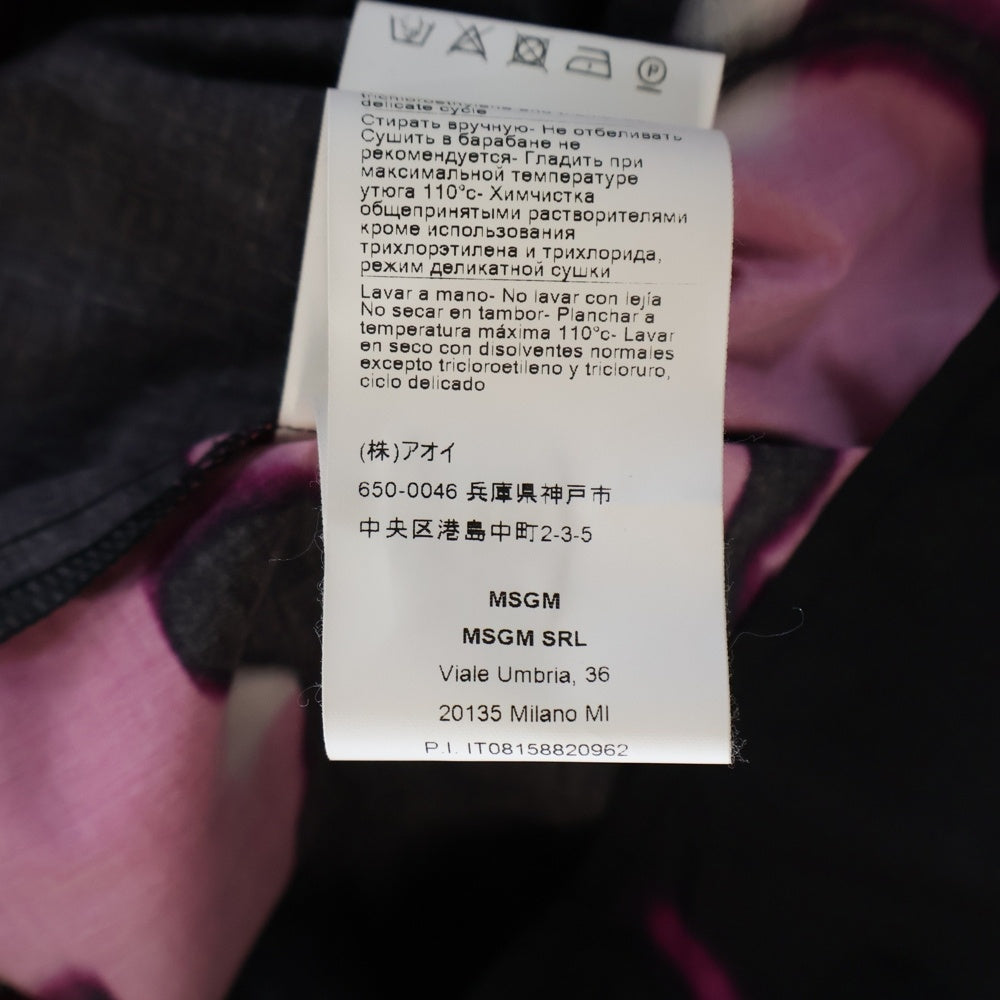 delicate cycle
Стирать вручную- Не отбеливать
Сушить в барабане не
рекомендуется- Гладить при
максимальной температуре
утюга 110°c- Химчистка
общепринятыми растворителями
кроме использования
трихлорэтилена и трихлорида,
режим деликатной сушки
Lavar a mano- No lavar con lejía
No secar en tambor- Planchar a
temperatura máxima 110°c- Lavar
en seco con disolventes normales
excepto tricloroetileno y tricloruro,
ciclo delicado
(株)アオイ
650-0046 兵庫県神戸市
中央区港島中町2-3-5
MSGM
MSGM SRL
Viale Umbria, 36
20135 Milano MI
P.I. IT08158820962